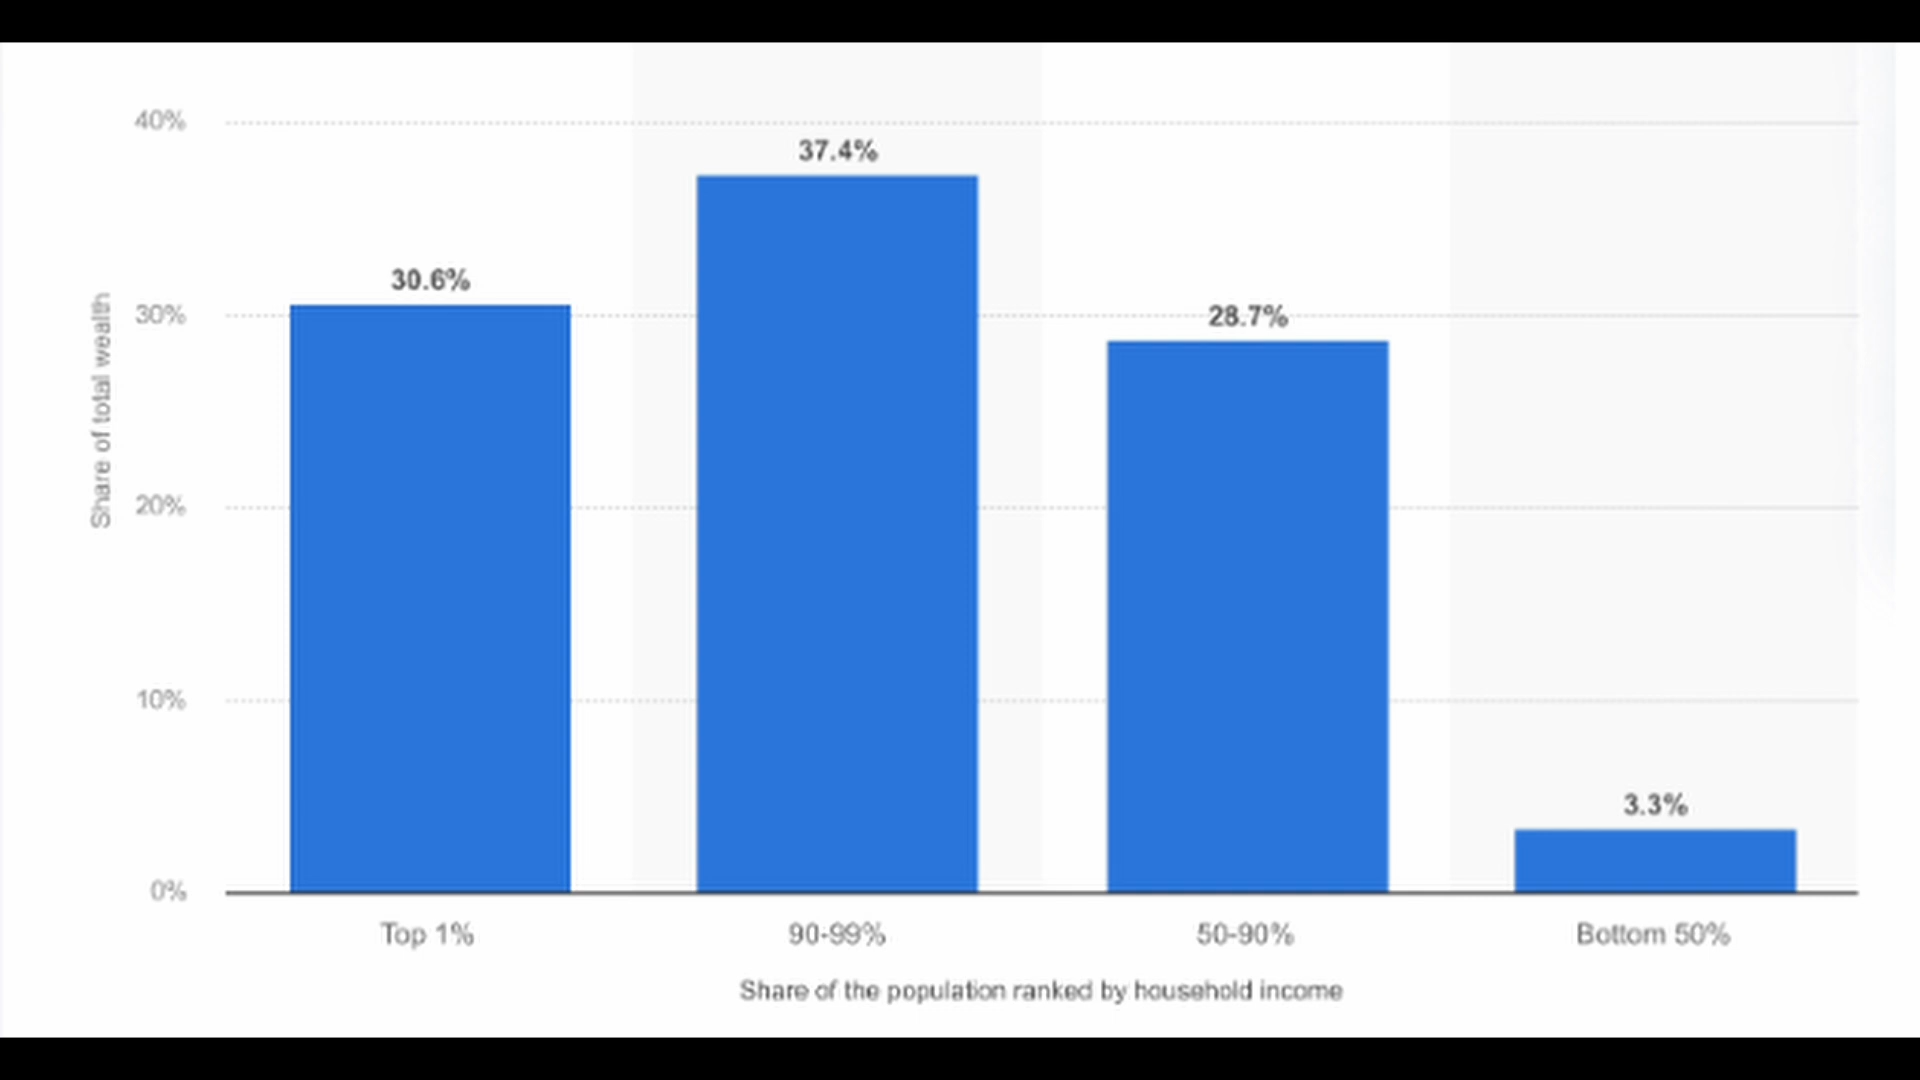 40%
37.4%
30.6%
30%
28.7%
Share of total wealth
20%
10%
3.3%
0%
Top 1%
90-99%
50-90%
Bottom 50%
Share of the population ranked by household income